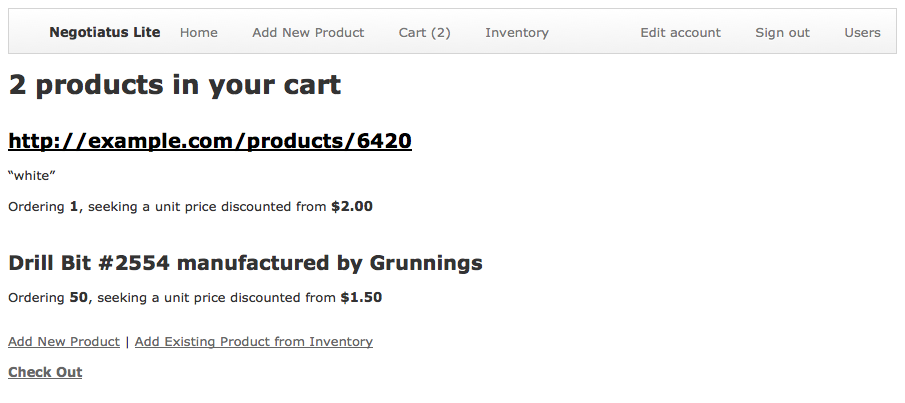 Negotiatus Lite Home Add New Product Cart (2) Inventory Edit account Sign out Users
2 products in your cart
http://example.com/products/6420
“white”
Ordering 1, seeking a unit price discounted from $2.00
Drill Bit #2554 manufactured by Grunnings
Ordering 50, seeking a unit price discounted from $1.50
Add New Product | Add Existing Product from Inventory
Check Out